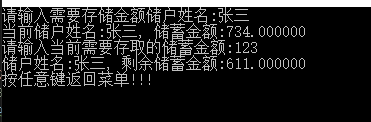 请输入需要存储金额储户姓名:张三
当前储户姓名:张三, 储蓄金额:734.000000
请输入当前需要存取的储蓄金额:123
储户姓名:张三, 剩余储蓄金额:611.000000
按任意键返回菜单!!!